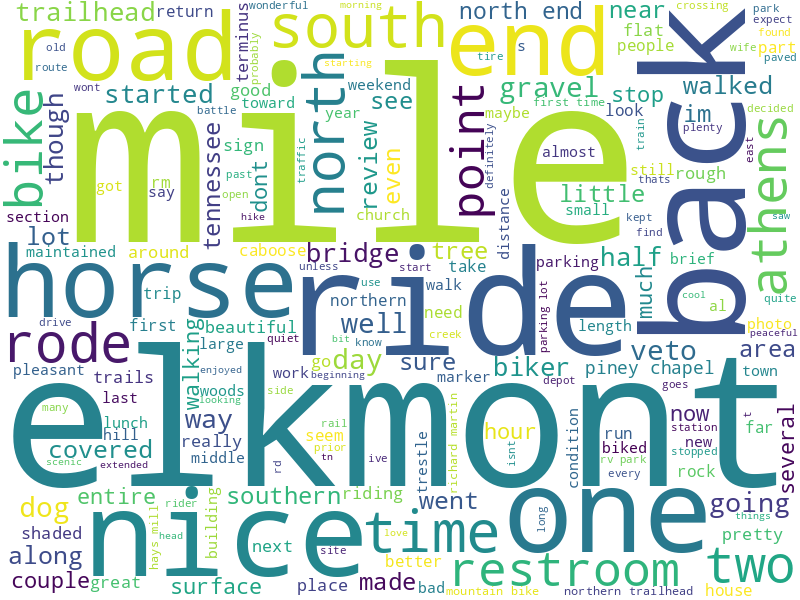 trailhead
return
terminus
wonderful
morning
crossing
park
expect
north end
near
flat
people
found
part
wife
paved
road
south
end
back
old
route
probably
starting
s
tire
wont
though
started
battle
good
toward
weekend
see
gravel
stop
walked
im
plenty
decided
bike
mile
north
point
year
first time
look
train
east
athens
sign
review
even
maybe
definitely
almost
still
rough
thats
got
rm
say
tennessee
dont
past
open
traffic
little
small
kept
find
saw
section
hike
church
distance
lot
maintained
around
caboose
bridge
tree
parking
half
brief
much
quite
horse
ride
unless
start
take
walk
cool
al
photo
peaceful
trip
use
northern
need
length
parking lot
drive
first
beautiful
bit
know
well
creek
rode
quiet
large
walking
day
go
sure
biker
veto
area
pleasant
enjoyed
work
beginning
marker
piney chapel
town
trails
woods
looking
depot
goes
elkmont
last
many
side
lunch
hill
way
rail
seem
hour
now
station
new
t
far
several
covered
really
middle
prior
tn
ive
rd
trestle
richard martin
isnt
condition
run
biked
stopped
rv park
every
rock
scenic
extended
entire
southern
riding
went
going
dog
nice
time
one
long
things
pretty
shaded
hays mill
rider
head
building
next
site
love
better
along
restroom
two
couple
great
surface
place
made
bad
mountain bike
northern trailhead
house